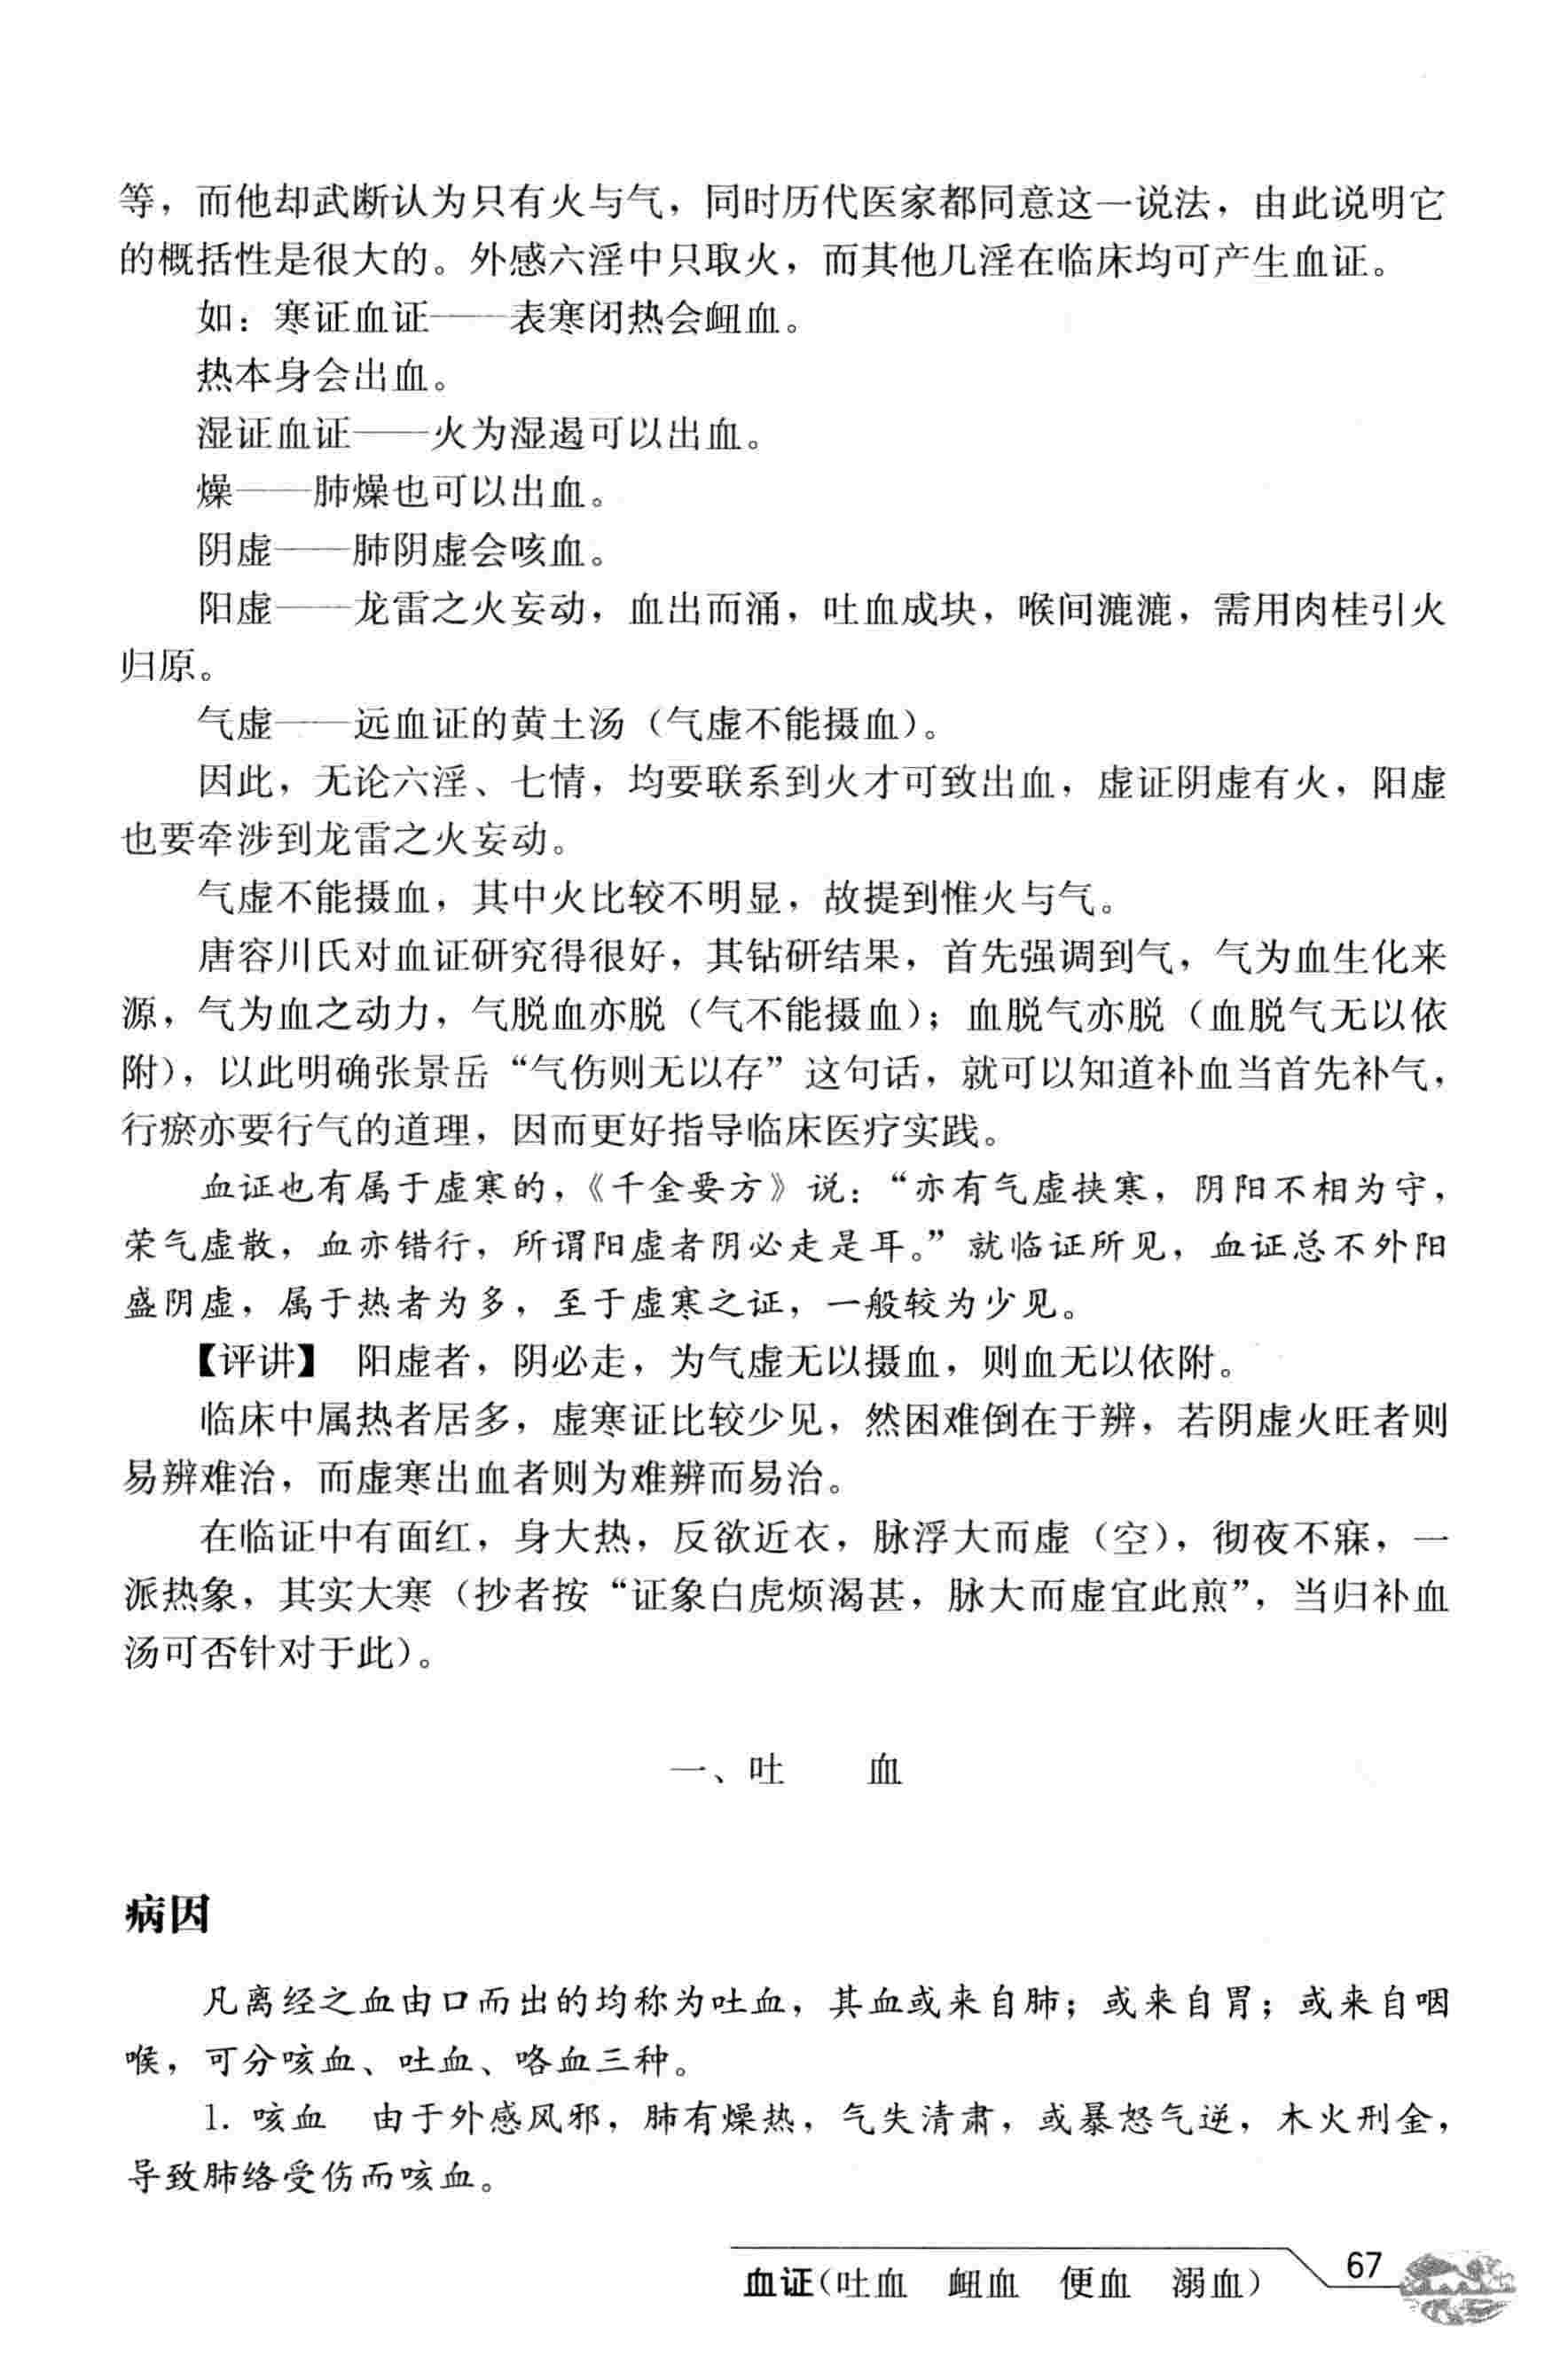 等，而他却武断认为只有火与气，同时历代医家都同意这一说法，由此说明它
的概括性是很大的。外感六淫中只取火，而其他几淫在临床均可产生血证。
如：寒证血证——表寒闭热会衄血。
热本身会出血。
湿证血证——火为湿遏可以出血。
燥——肺燥也可以出血。
阴虚——肺阴虚会咳血。
阳虚——龙雷之火妄动，血出而涌，吐血成块，喉间漉漉，需用肉桂引火
归原。
气虚——远血证的黄土汤（气虚不能摄血）。
因此，无论六淫、七情，均要联系到火才可致出血，虚证阴虚有火，阳虚
也要牵涉到龙雷之火妄动。
气虚不能摄血，其中火比较不明显，故提到惟火与气。
唐容川氏对血证研究得很好，其钻研结果，首先强调到气，气为血生化来
源，气为血之动力，气脱血亦脱（气不能摄血）；血脱气亦脱（血脱气无以依
附），以此明确张景岳“气伤则无以存”这句话，就可以知道补血当首先补气，
行瘀亦要行气的道理，因而更好指导临床医疗实践。
血证也有属于虚寒的，《千金要方》说：“亦有气虚挟寒，阴阳不相为守，
荣气虚散，血亦错行，所谓阳虚者阴必走是耳。”就临证所见，血证总不外阳
盛阴虚，属于热者为多，至于虚寒之证，一般较为少见。
【评讲】 阳虚者，阴必走，为气虚无以摄血，则血无以依附。
临床中属热者居多，虚寒证比较少见，然困难倒在于辨，若阴虚火旺者则
易辨难治，而虚寒出血者则为难辨而易治。
在临证中有面红，身大热，反欲近衣，脉浮大而虚（空），彻夜不寐，一
派热象，其实大寒（抄者按“证象白虎烦渴甚，脉大而虚宜此煎”，当归补血
汤可否针对于此）。
一、吐 血
病因
凡离经之血由口而出的均称为吐血，其血或来自肺；或来自胃；或来自咽
喉，可分咳血、吐血、咯血三种。
1. 咳血 由于外感风邪，肺有燥热，气失清肃，或暴怒气逆，木火刑金，
导致肺络受伤而咳血。
血证（吐血 衄血 便血 溺血） 67